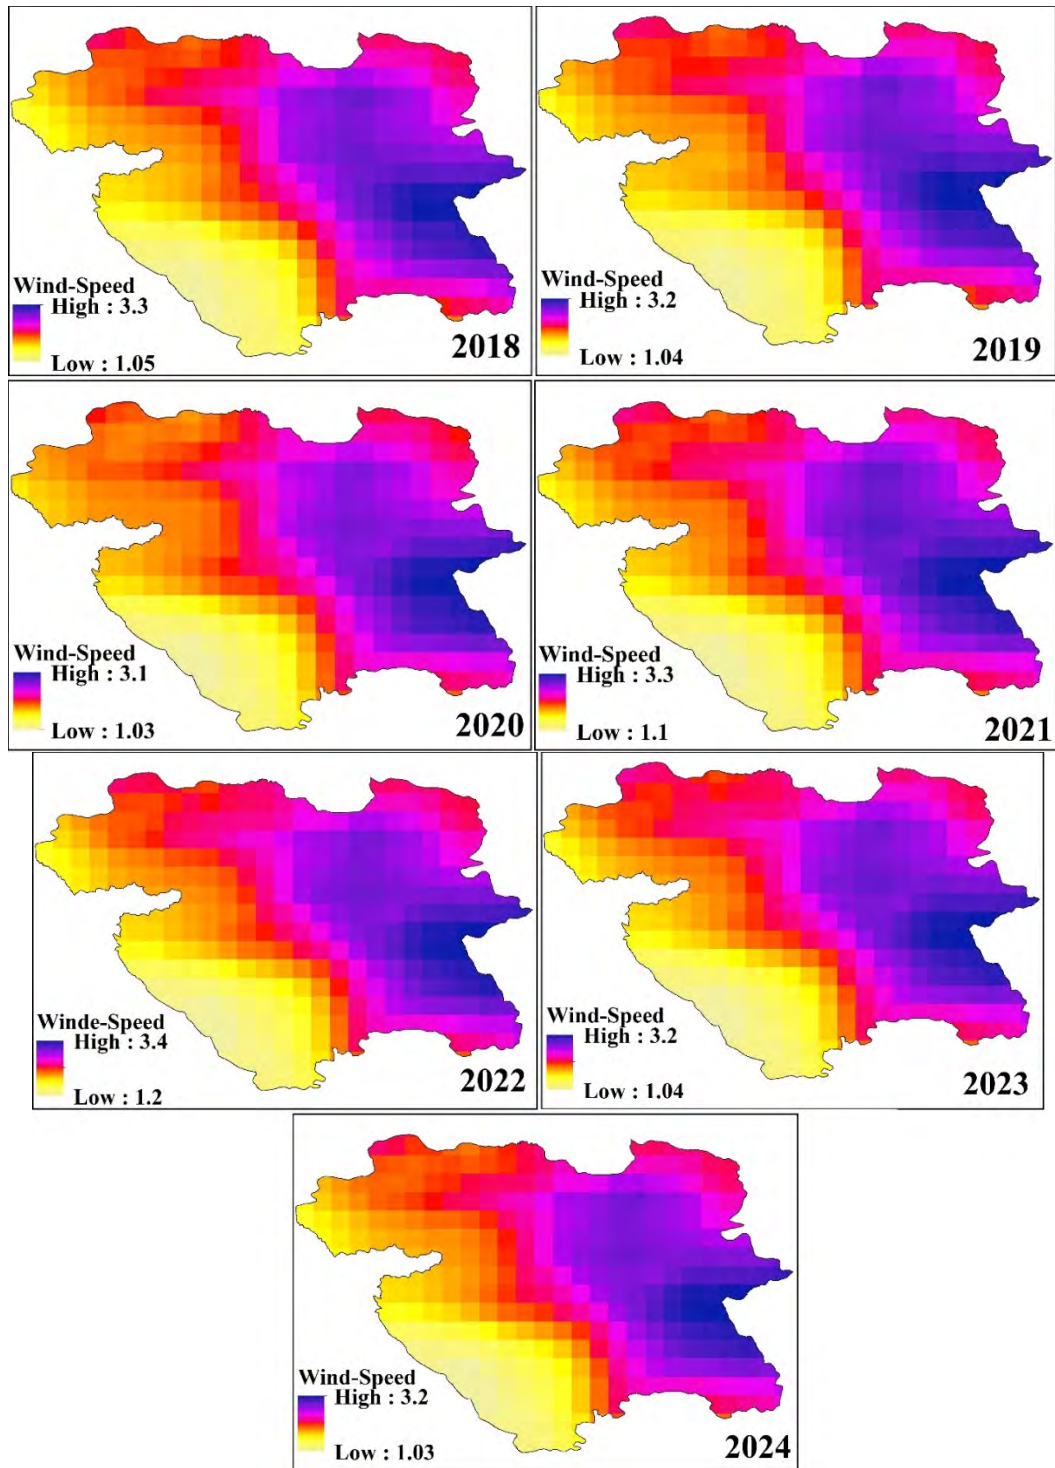 Wind-Speed
High : 3.3
Low : 1.05
2018
Wind-Speed
High : 3.2
Low : 1.04
2019
Wind-Speed
High : 3.1
Low : 1.03
2020
Wind-Speed
High : 3.3
Low : 1.1
2021
Winde-Speed
High : 3.4
Low : 1.2
2022
Wind-Speed
High : 3.2
Low : 1.04
2023
Wind-Speed
High : 3.2
Low : 1.03
2024